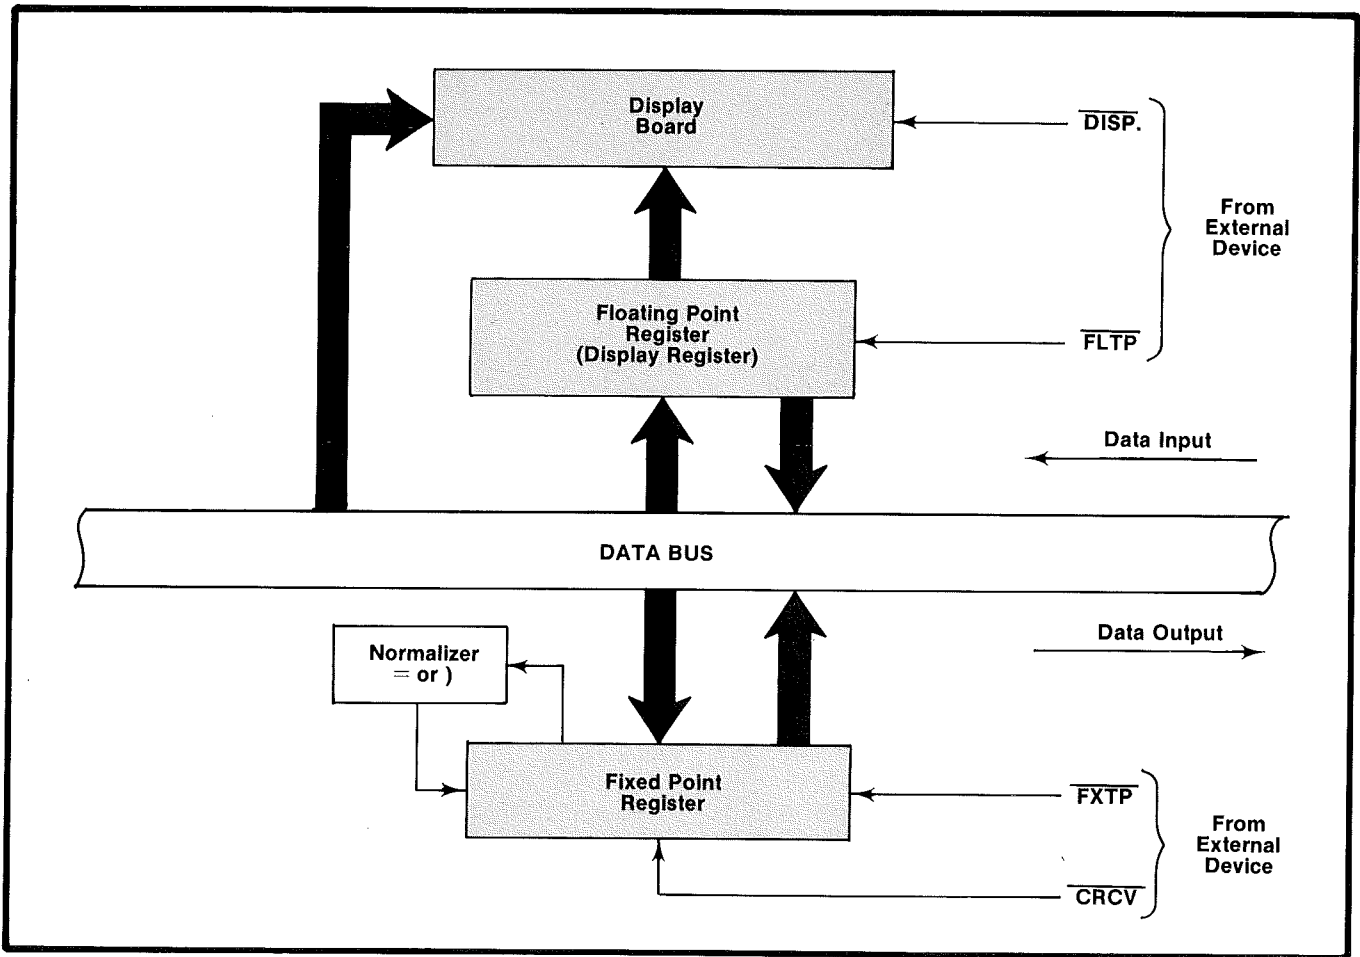 Display
Board
DISP.
From
External
Device
Floating Point
Register
(Display Register)
FLTP
Data Input
DATA BUS
Data Output
Normalizer
= or )
Fixed Point
Register
FXTP
From
External
Device
CRCV